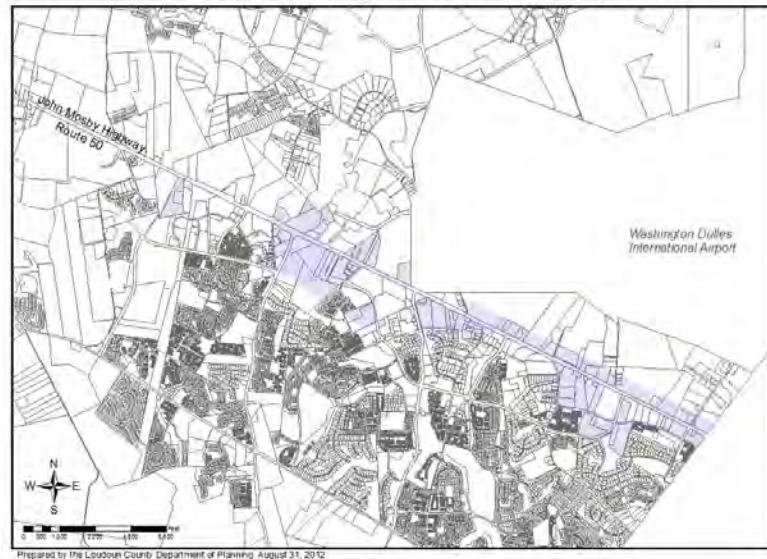 John Mosby Highway
Route 50
Washington Dulles
International Airport
N
W E
S
Feet
Prepared by the Loudoun County Department of Planning, August 31, 2012